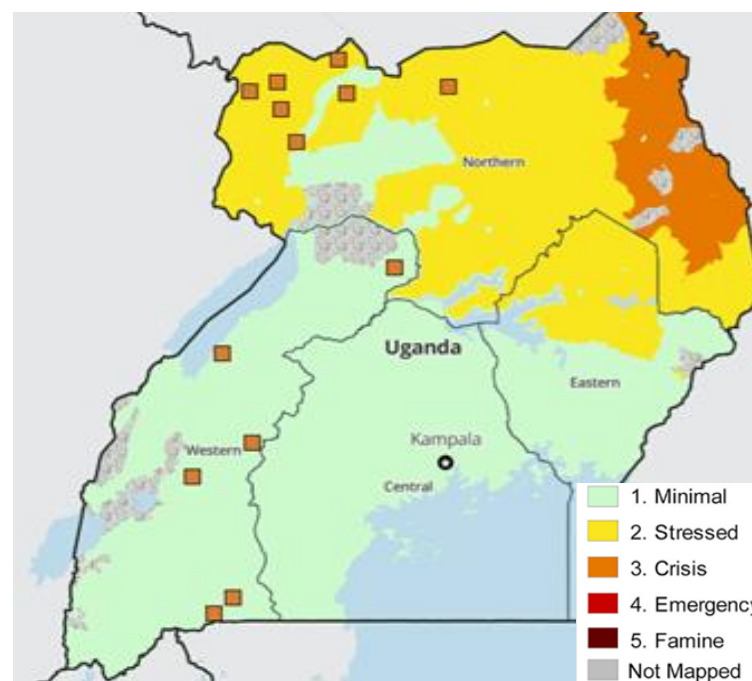 Northern
Uganda
Eastern
Kampala
Western
Central
1. Minimal
2. Stressed
3. Crisis
4. Emergency
5. Famine
Not Mapped